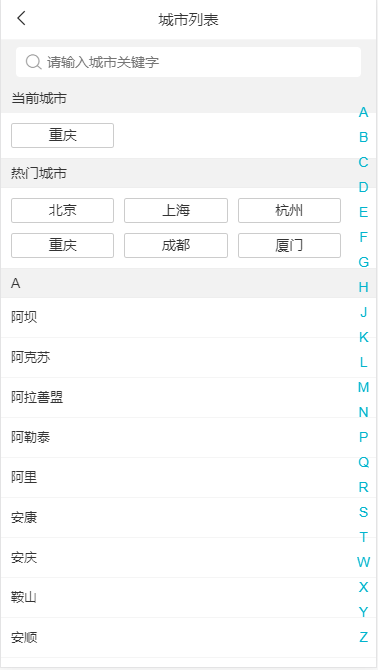 城市列表
请输入城市关键字
当前城市
重庆
热门城市
北京 上海 杭州
重庆 成都 厦门
A
阿坝
阿克苏
阿拉善盟
阿勒泰
阿里
安康
安庆
鞍山
安顺
A
B
C
D
E
F
G
H
J
K
L
M
N
P
Q
R
S
T
W
X
Y
Z